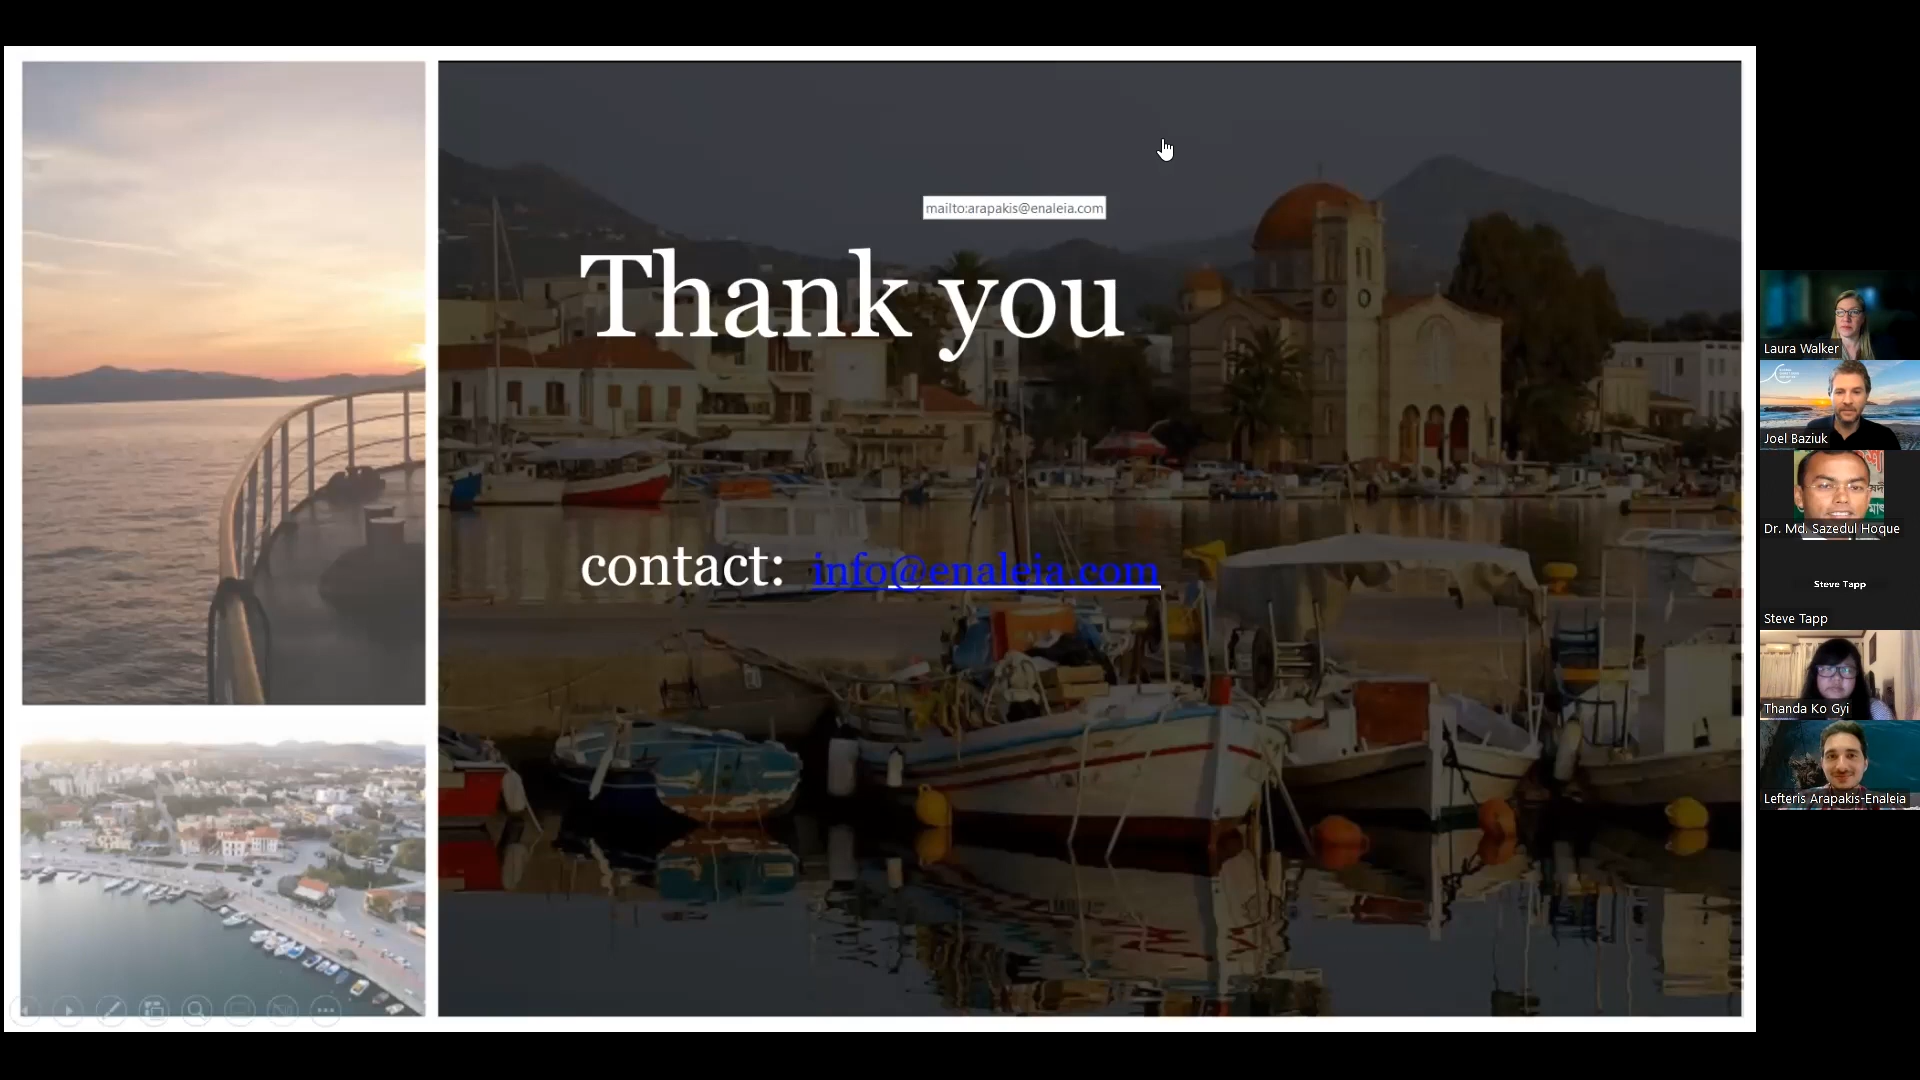 mailto:arapakis@enaleia.com
Thank you
contact: info@enaleia.com
Laura Walker
Joel Baziuk
Dr. Md. Sazedul Hoque
Steve Tapp
Steve Tapp
Thanda Ko Gyi
Lefteris Arapakis-Enaleia